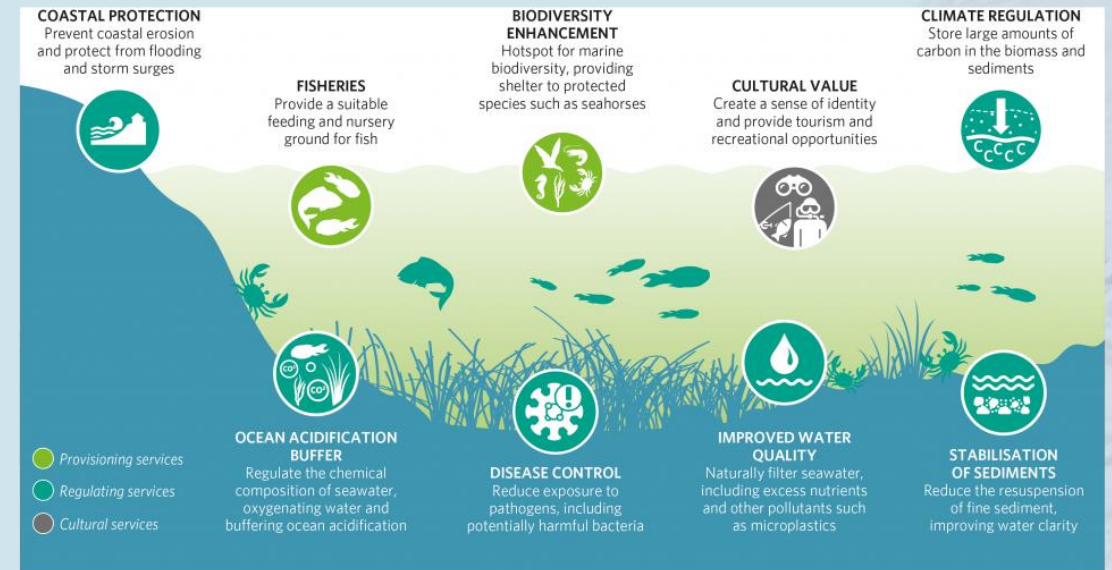 COASTAL PROTECTION
Prevent coastal erosion
and protect from flooding
and storm surges
FISHERIES
Provide a suitable
feeding and nursery
ground for fish
BIODIVERSITY
ENHANCEMENT
Hotspot for marine
biodiversity, providing
shelter to protected
species such as seahorses
CULTURAL VALUE
Create a sense of identity
and provide tourism and
recreational opportunities
CLIMATE REGULATION
Store large amounts of
carbon in the biomass and
sediments
C C C C C
CO²
CO²
OCEAN ACIDIFICATION
BUFFER
Regulate the chemical
composition of seawater,
oxygenating water and
buffering ocean acidification
DISEASE CONTROL
Reduce exposure to
pathogens, including
potentially harmful bacteria
IMPROVED WATER
QUALITY
Naturally filter seawater,
including excess nutrients
and other pollutants such
as microplastics
STABILISATION
OF SEDIMENTS
Reduce the resuspension
of fine sediment,
improving water clarity
Provisioning services
Regulating services
Cultural services